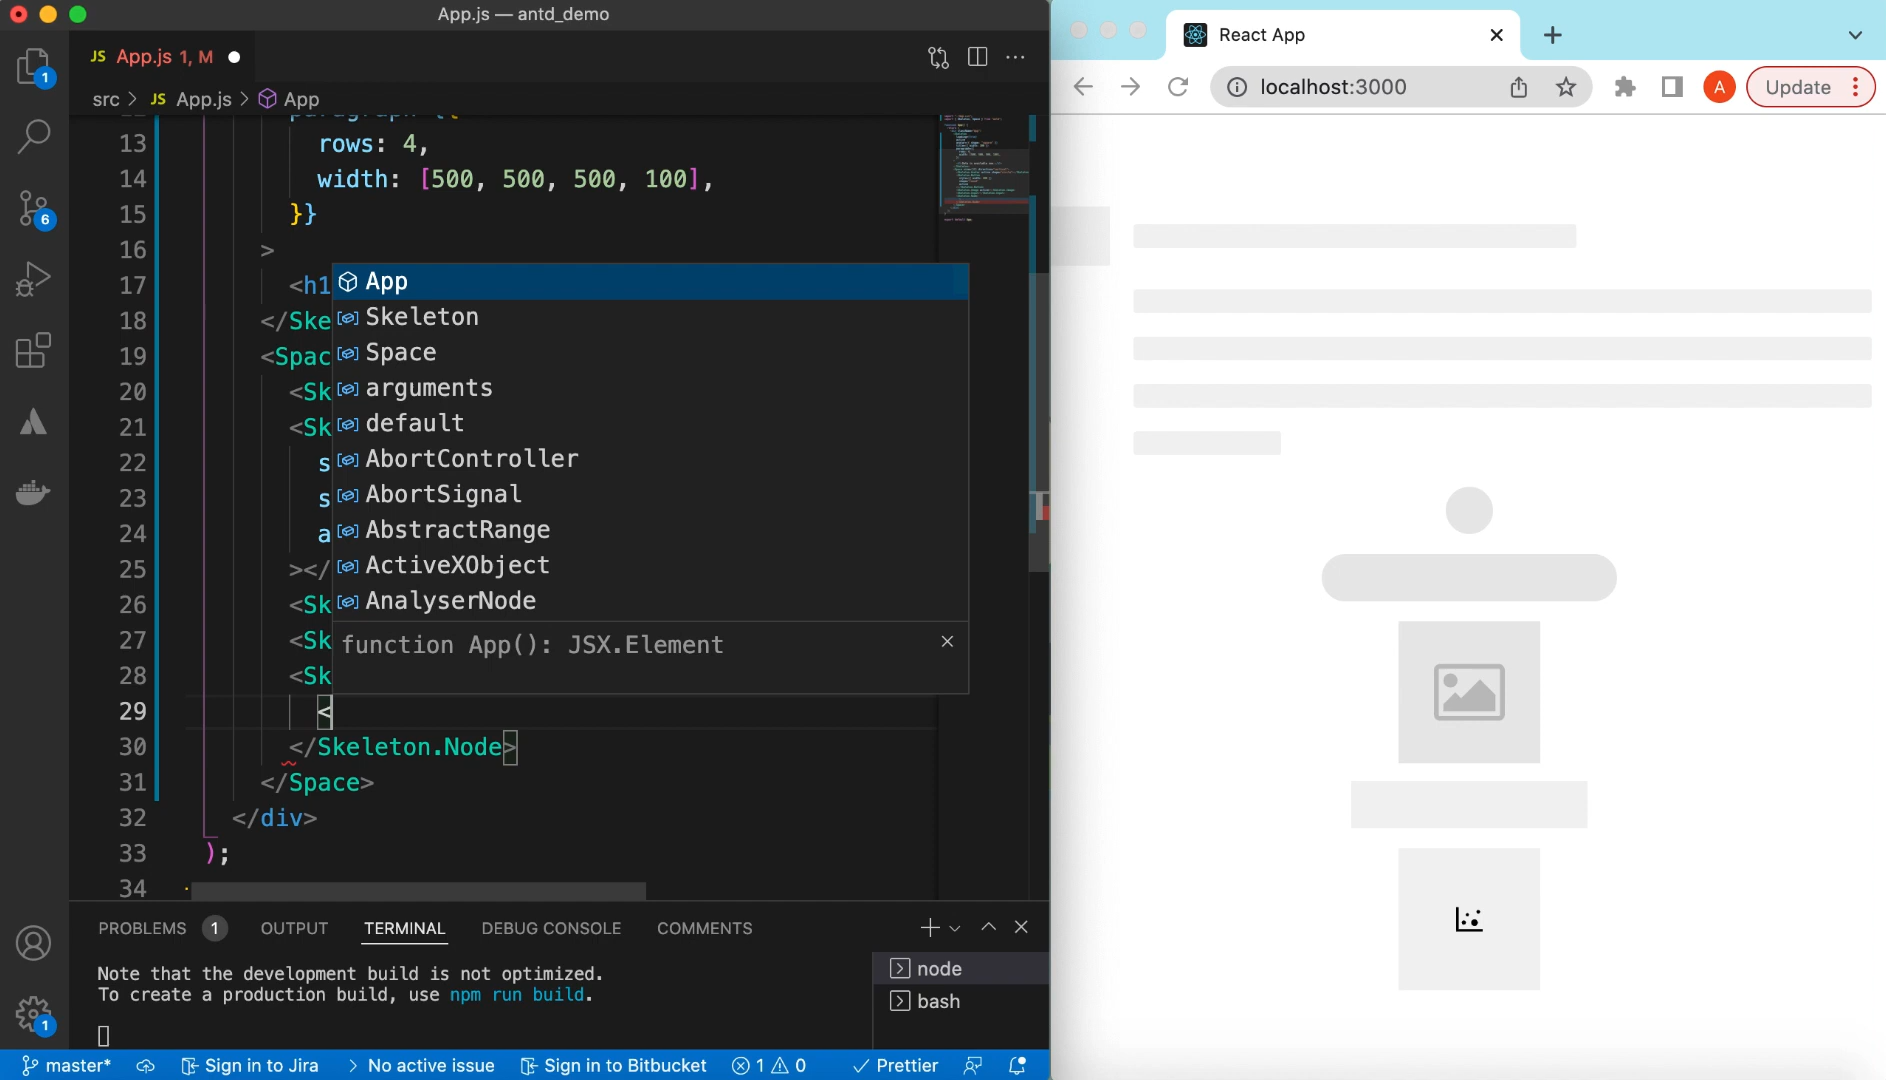 App.js — antd_demo
JS App.js 1, M
src > JS App.js > App
13 rows: 4,
14 width: [500, 500, 500, 100],
15 }}
16 >
17 <h1
18 </Ske
19 <Spac
20 <Sk
21 <Sk
22 s
23 s
24 a
25 ></
26 <Sk
27 <Sk
28 <Sk
29 <
30 </Skeleton.Node>
31 </Space>
32 </div>
33 );
34
App
Skeleton
Space
arguments
default
AbortController
AbortSignal
AbstractRange
ActiveXObject
AnalyserNode
function App(): JSX.Element
1
6
1
PROBLEMS 1 OUTPUT TERMINAL DEBUG CONSOLE COMMENTS
Note that the development build is not optimized.
To create a production build, use npm run build.
node
bash
master* Sign in to Jira > No active issue Sign in to Bitbucket 1 0 Prettier
React App
localhost:3000
A
Update